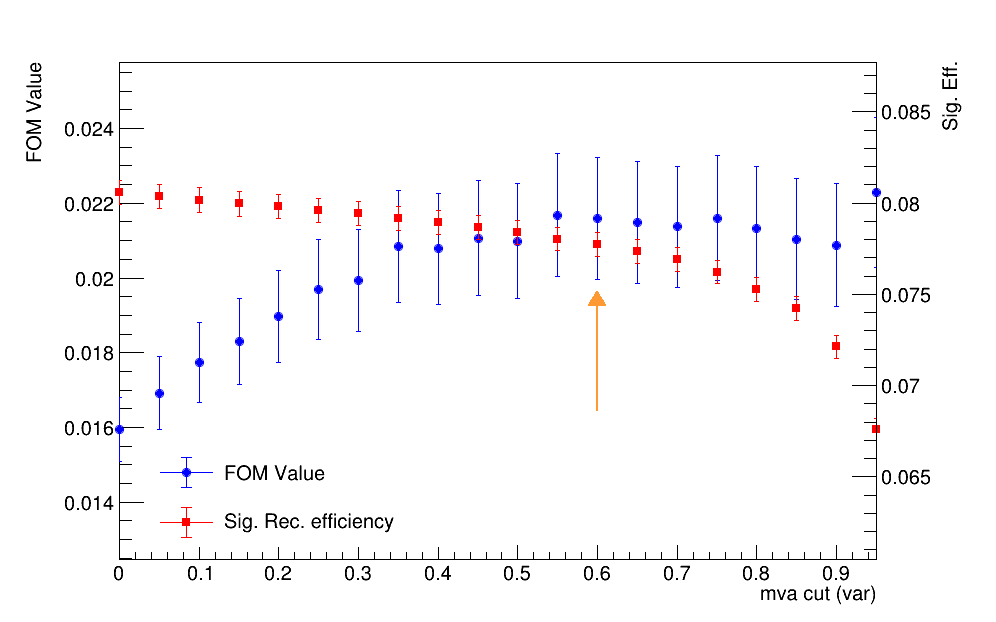 FOM Value
Sig. Eff.
0.024
0.022
0.02
0.018
0.016
0.014
0.085
0.08
0.075
0.07
0.065
FOM Value
Sig. Rec. efficiency
0 0.1 0.2 0.3 0.4 0.5 0.6 0.7 0.8 0.9
mva cut (var)